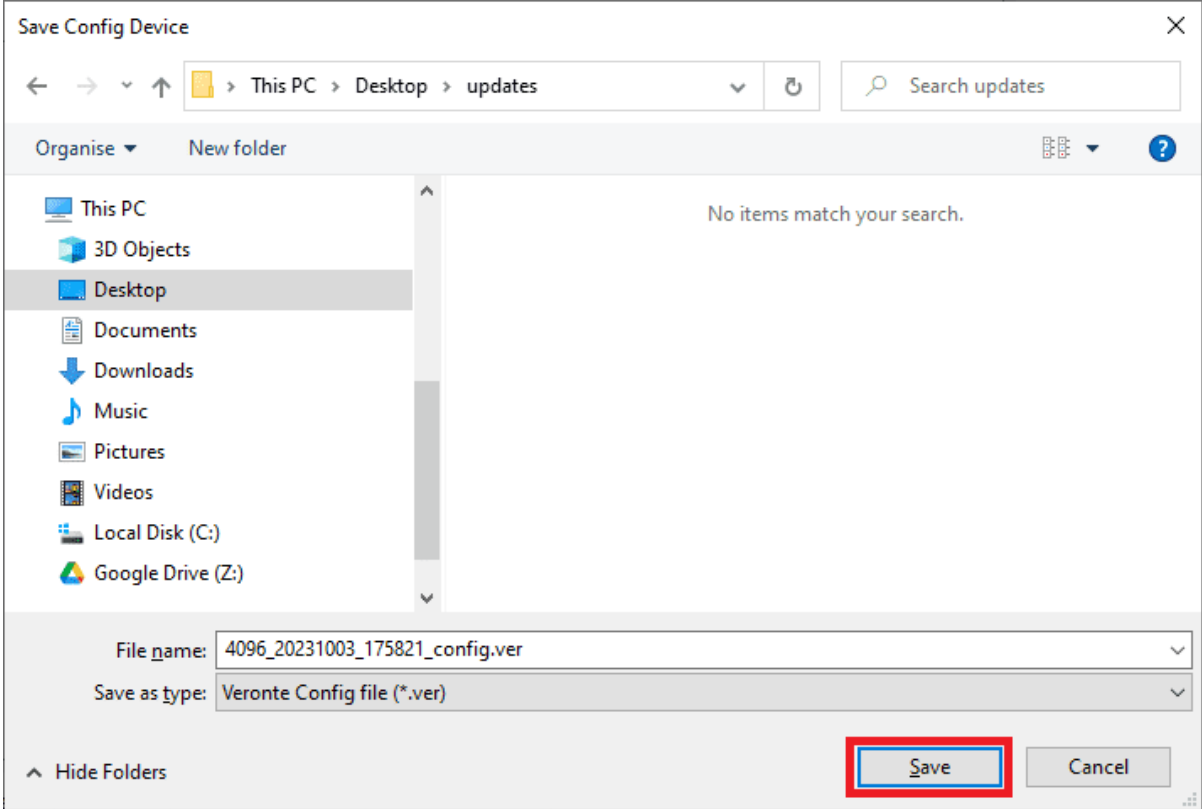 Save Config Device
This PC > Desktop > updates
Search updates
Organise
New folder
?
This PC
3D Objects
Desktop
Documents
Downloads
Music
Pictures
Videos
Local Disk (C:)
Google Drive (Z:)
No items match your search.
File name: 4096_20231003_175821_config.ver
Save as type: Veronte Config file (*.ver)
Hide Folders
Save
Cancel